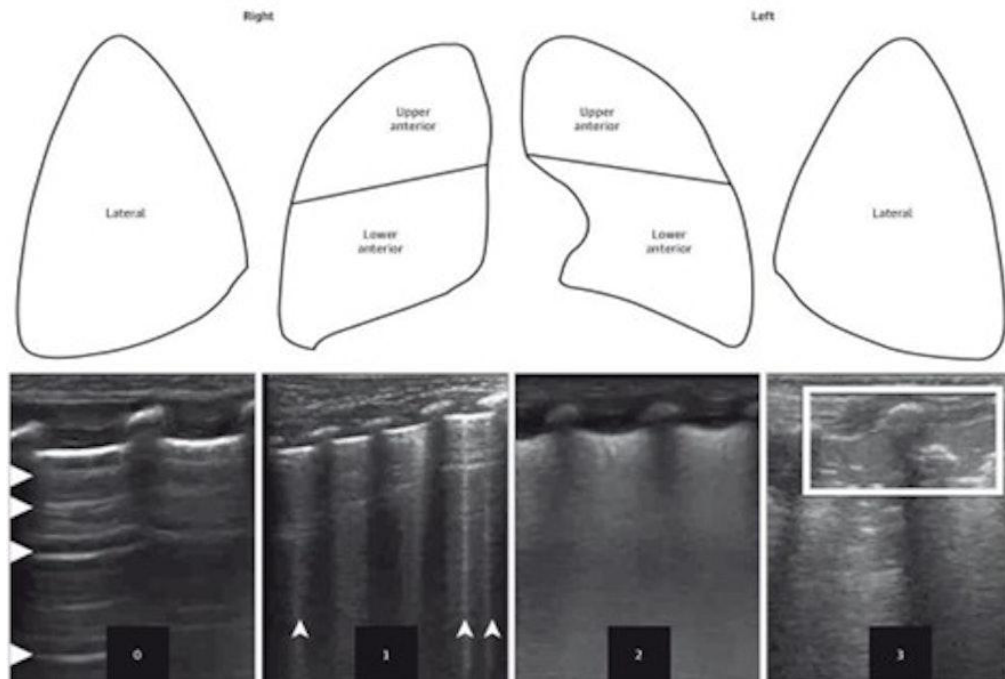 Right
Left
Lateral
Upper
anterior
Lower
anterior
Upper
anterior
Lower
anterior
Lateral
0
1
2
3